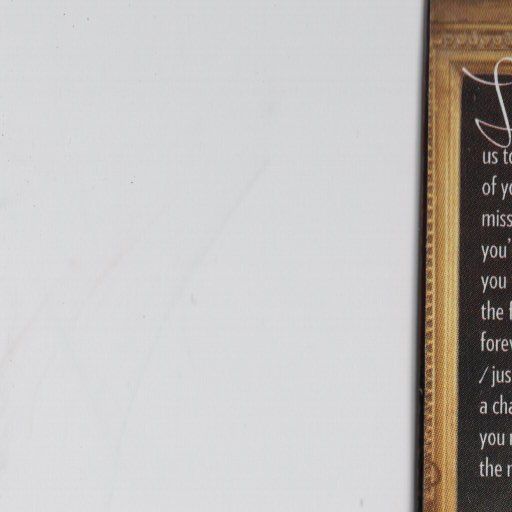 us to
of yo
miss
you'
you
the f
forev
/ jus
a cha
you
the